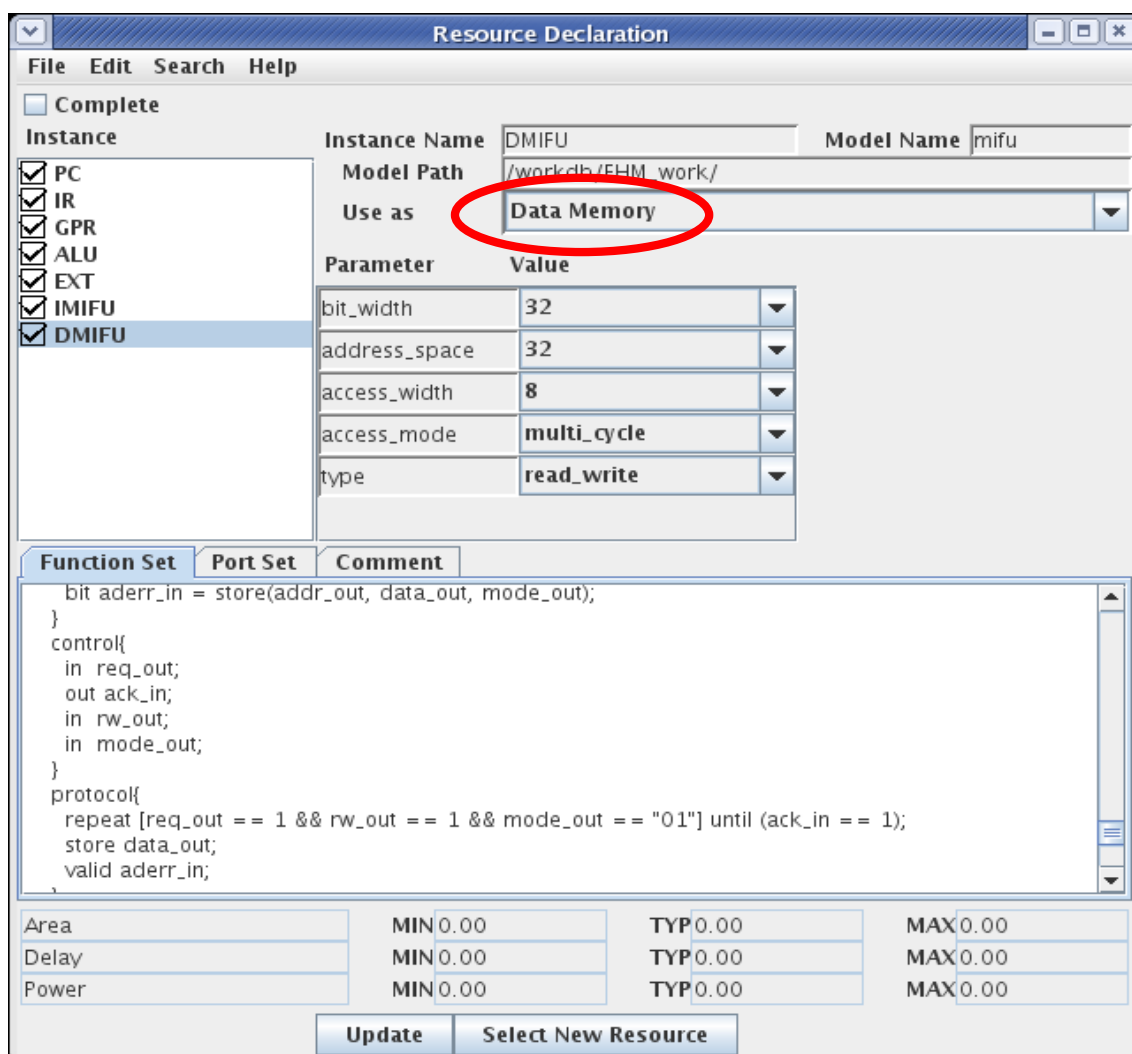 Resource Declaration
File Edit Search Help
Complete
Instance
Instance Name DMIFU Model Name mifu
Model Path /workdb/FHM_work/
Use as Data Memory
PC
IR
GPR
ALU
EXT
IMIFU
DMIFU
Parameter Value
bit_width 32
address_space 32
access_width 8
access_mode multi_cycle
type read_write
Function Set Port Set Comment
bit aderr_in = store(addr_out, data_out, mode_out);
}
control{
in req_out;
out ack_in;
in rw_out;
in mode_out;
}
protocol{
repeat [req_out == 1 && rw_out == 1 && mode_out == "01"] until (ack_in == 1);
store data_out;
valid aderr_in;
Area MIN 0.00 TYP 0.00 MAX 0.00
Delay MIN 0.00 TYP 0.00 MAX 0.00
Power MIN 0.00 TYP 0.00 MAX 0.00
Update Select New Resource